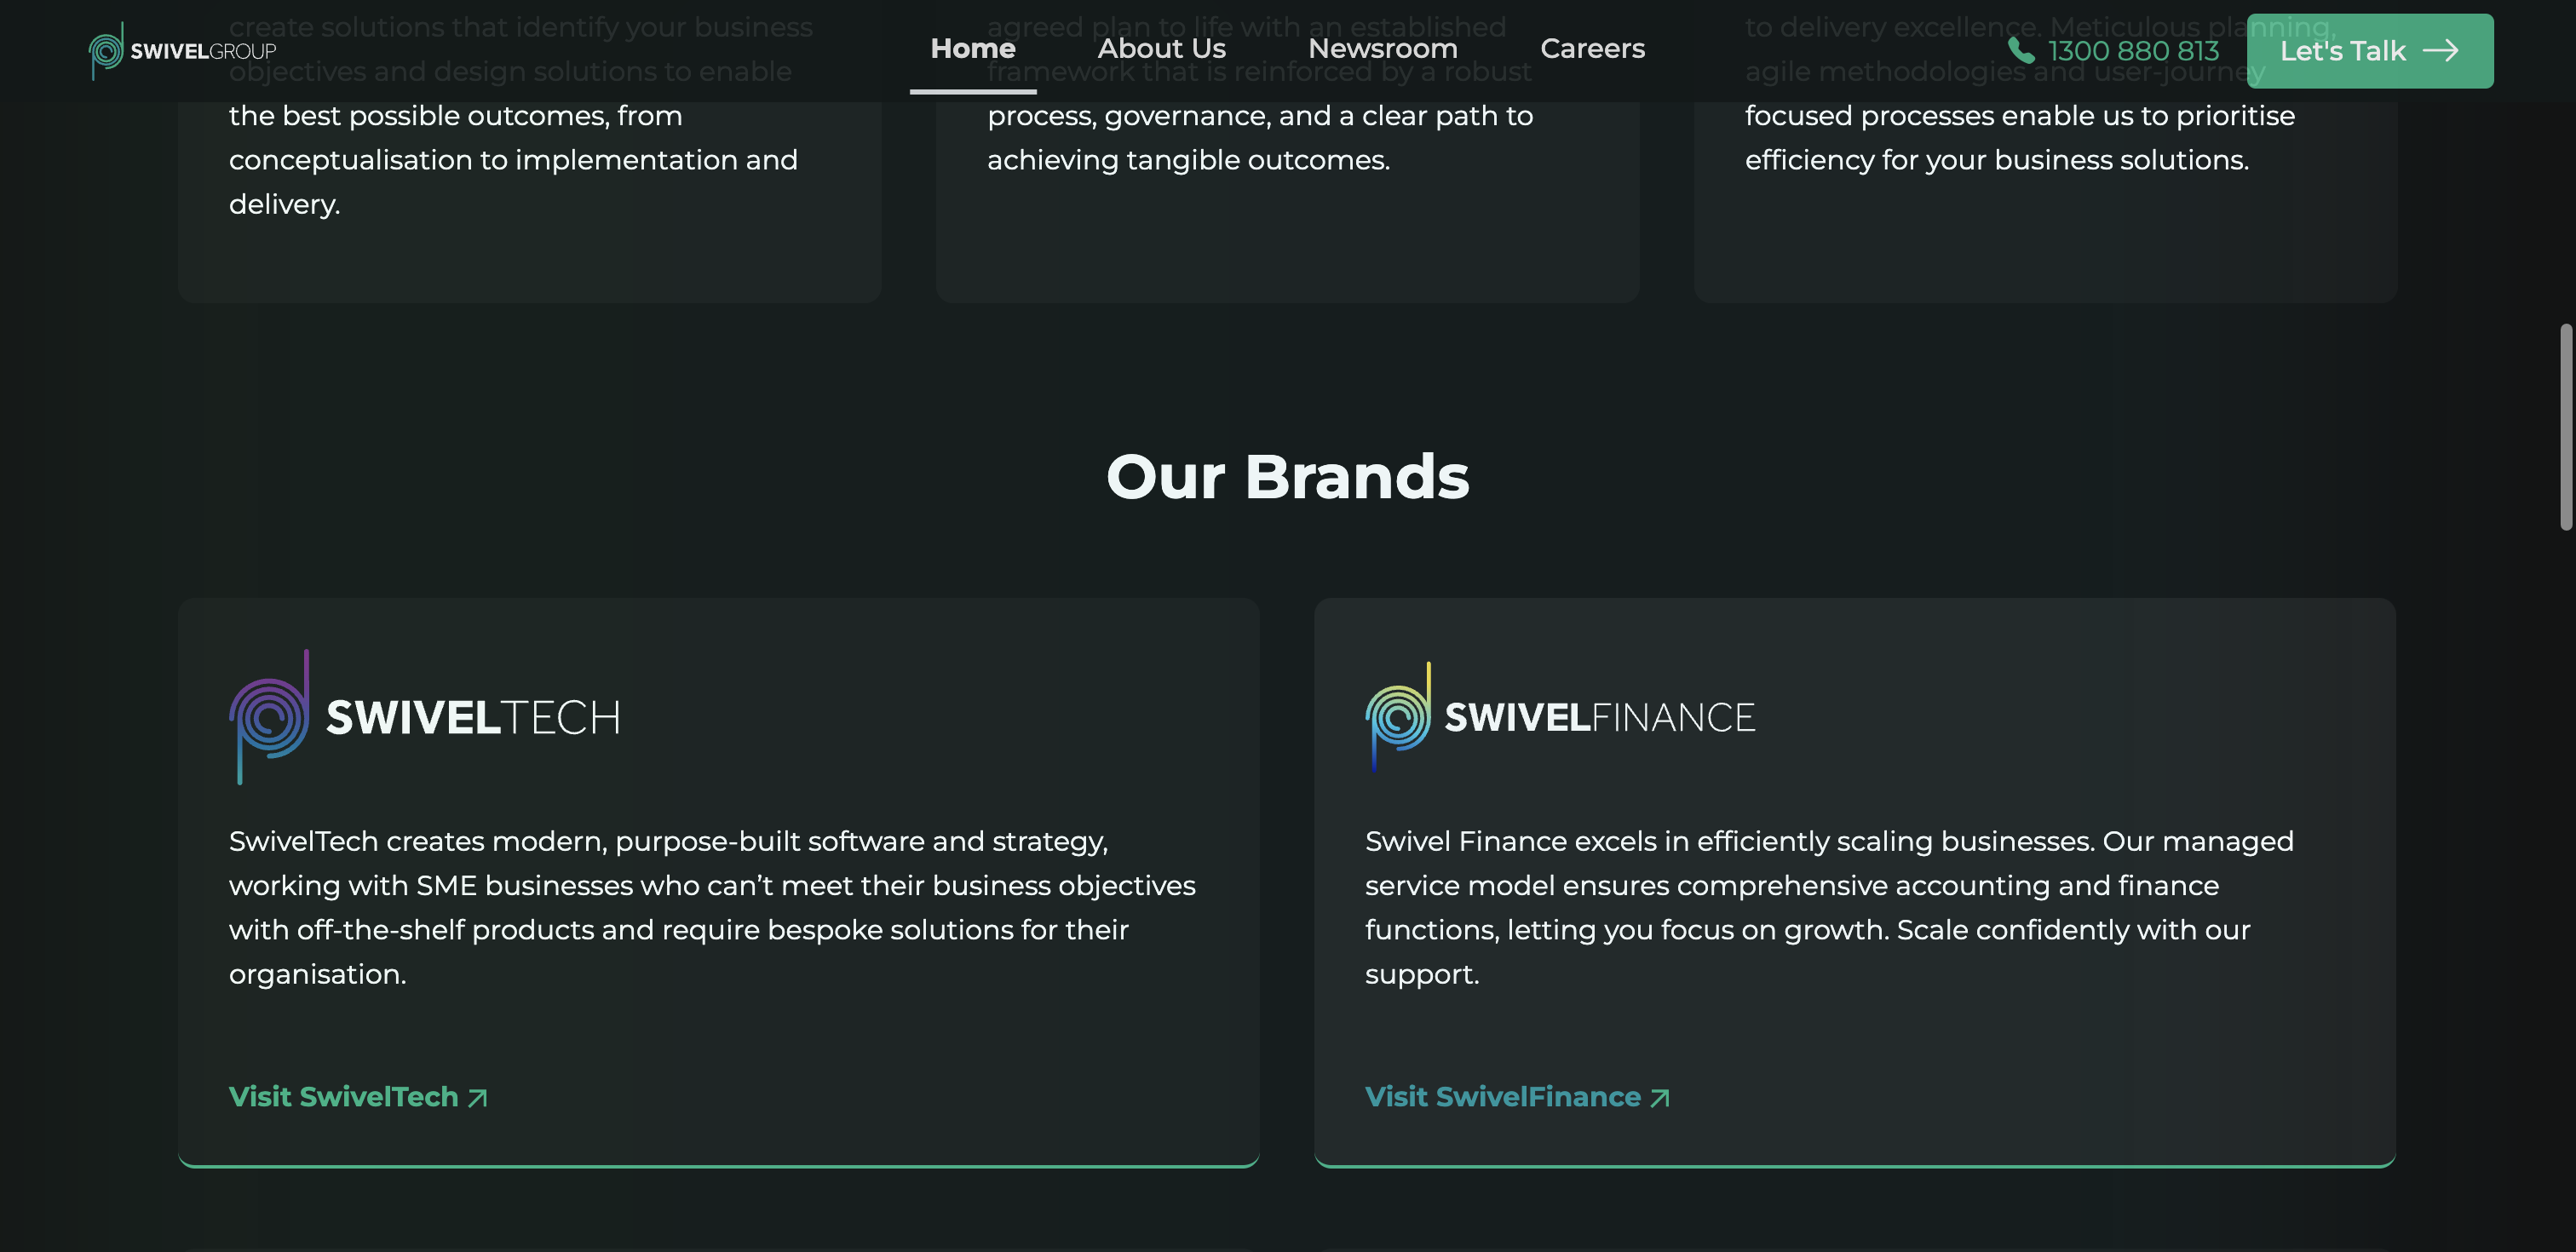 SWIVELGROUP
Home
About Us
Newsroom
Careers
1300 880 813
Let's Talk
create solutions that identify your business
objectives and design solutions to enable
the best possible outcomes, from
conceptualisation to implementation and
delivery.
agreed plan to life with an established
framework that is reinforced by a robust
process, governance, and a clear path to
achieving tangible outcomes.
to delivery excellence. Meticulous planning,
agile methodologies and user-journey
focused processes enable us to prioritise
efficiency for your business solutions.
Our Brands
SWIVELTECH
SwivelTech creates modern, purpose-built software and strategy,
working with SME businesses who can’t meet their business objectives
with off-the-shelf products and require bespoke solutions for their
organisation.
Visit SwivelTech
SWIVELFINANCE
Swivel Finance excels in efficiently scaling businesses. Our managed
service model ensures comprehensive accounting and finance
functions, letting you focus on growth. Scale confidently with our
support.
Visit SwivelFinance